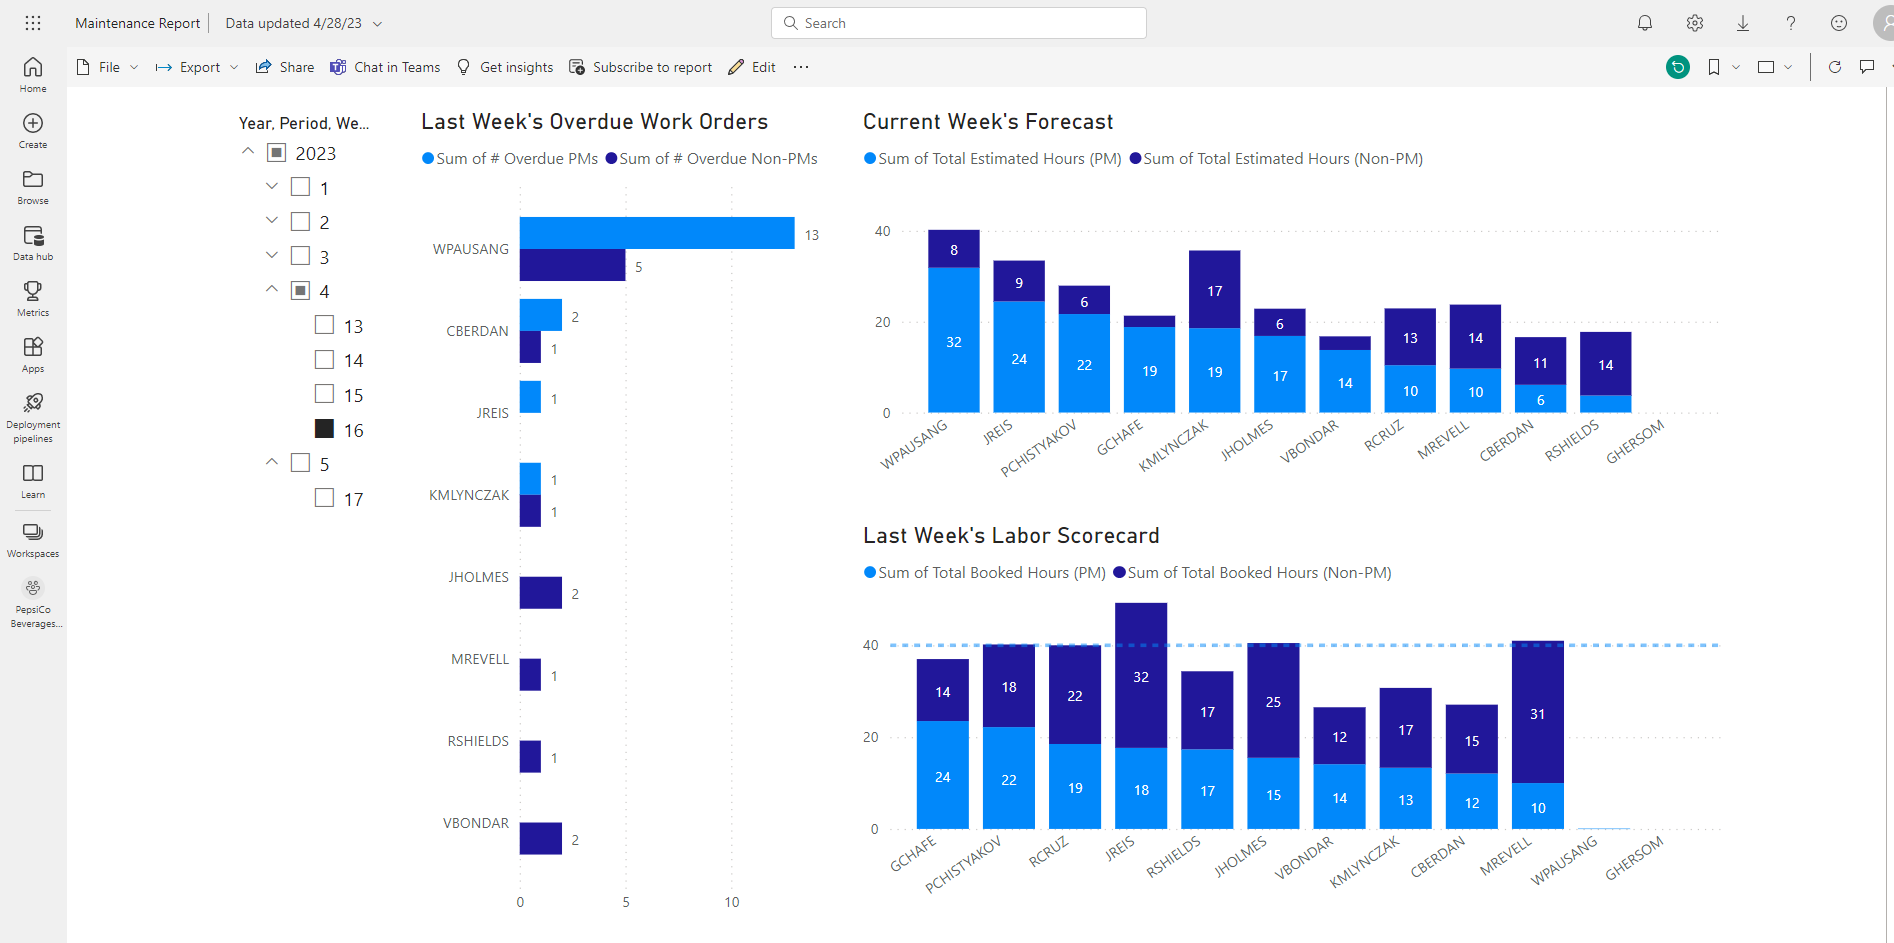 Maintenance Report
Data updated 4/28/23
Search
File
Export
Share
Chat in Teams
Get insights
Subscribe to report
Edit
Home
Create
Browse
Data hub
Metrics
Apps
Deployment
pipelines
Learn
Workspaces
PepsiCo
Beverages...
Year, Period, We...
2023
1
2
3
4
13
14
15
16
5
17
Last Week's Overdue Work Orders
Sum of # Overdue PMs Sum of # Overdue Non-PMs
WPAUSANG
13
5
CBERDAN
2
1
JREIS
1
KMLYNCZAK
1
1
JHOLMES
2
MREVELL
1
RSHIELDS
1
VBONDAR
2
0 5 10
Current Week's Forecast
Sum of Total Estimated Hours (PM) Sum of Total Estimated Hours (Non-PM)
40
20
0
8 9 6 17 6 13 14 11 14
32 24 22 19 19 17 14 10 10 6
WPAUSANG JREIS PCHISTYAKOV GCHAFE KMLYNCZAK JHOLMES VBONDAR RCRUZ MREVELL CBERDAN RSHIELDS GHERSOM
Last Week's Labor Scorecard
Sum of Total Booked Hours (PM) Sum of Total Booked Hours (Non-PM)
40
20
0
14 18 22 32 17 25 12 17 15 31
24 22 19 18 17 15 14 13 12 10
GCHAFE PCHISTYAKOV RCRUZ JREIS RSHIELDS JHOLMES VBONDAR KMLYNCZAK CBERDAN MREVELL WPAUSANG GHERSOM